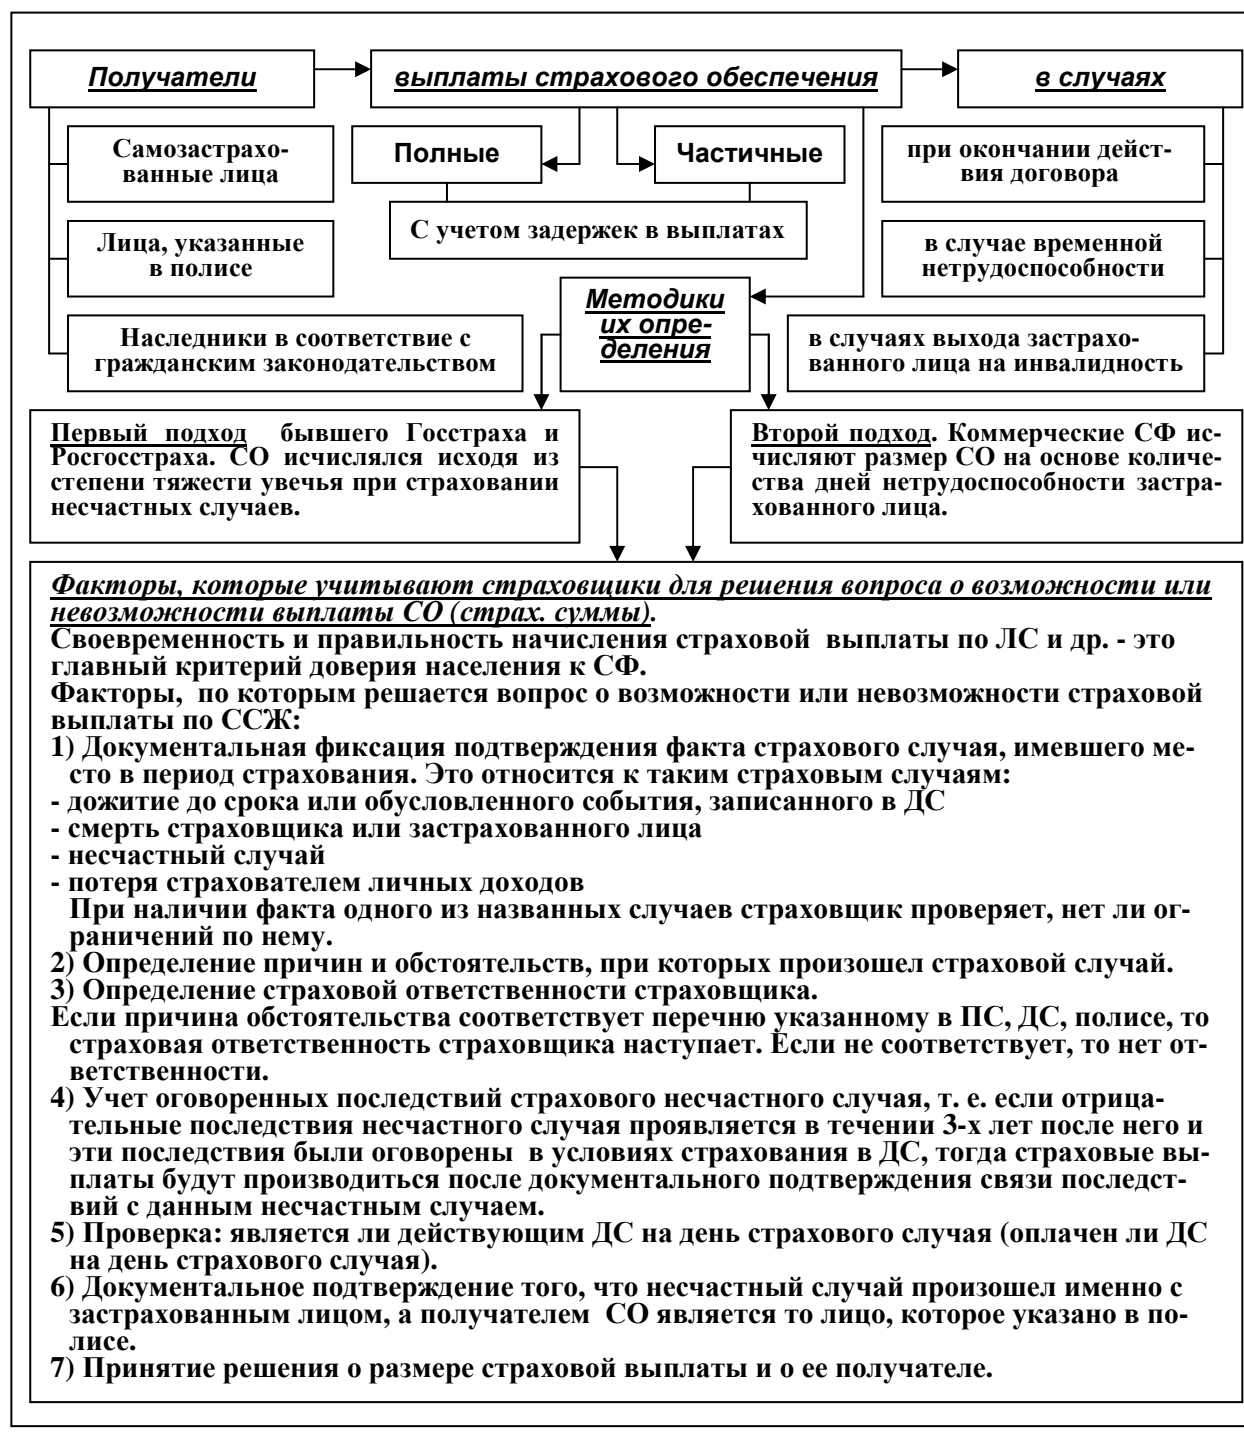 Получатели
выплаты страхового обеспечения
в случаях
Самозастрахо-
ванные лица
Полные
Частичные
при окончании дейст-
вия договора
С учетом задержек в выплатах
Лица, указанные
в полисе
в случае временной
нетрудоспособности
Методики
их опре-
деления
Наследники в соответствие с
гражданским законодательством
в случаях выхода застрахо-
ванного лица на инвалидность
Первый подход бывшего Госстраха и
Росгосстраха. СО исчислялся исходя из
степени тяжести увечья при страховании
несчастных случаев.
Второй подход. Коммерческие СФ ис-
числяют размер СО на основе количе-
ства дней нетрудоспособности застра-
хованного лица.
Факторы, которые учитывают страховщики для решения вопроса о возможности или
невозможности выплаты СО (страх. суммы).
Своевременность и правильность начисления страховой выплаты по ЛС и др. - это
главный критерий доверия населения к СФ.
Факторы, по которым решается вопрос о возможности или невозможности страховой
выплаты по ССЖ:
1) Документальная фиксация подтверждения факта страхового случая, имевшего ме-
сто в период страхования. Это относится к таким страховым случаям:
- дожитие до срока или обусловленного события, записанного в ДС
- смерть страховщика или застрахованного лица
- несчастный случай
- потеря страхователем личных доходов
При наличии факта одного из названных случаев страховщик проверяет, нет ли ог-
раничений по нему.
2) Определение причин и обстоятельств, при которых произошел страховой случай.
3) Определение страховой ответственности страховщика.
Если причина обстоятельства соответствует перечню указанному в ПС, ДС, полисе, то
страховая ответственность страховщика наступает. Если не соответствует, то нет от-
ветственности.
4) Учет оговоренных последствий страхового несчастного случая, т. е. если отрица-
тельные последствия несчастного случая проявляется в течении 3-х лет после него и
эти последствия были оговорены в условиях страхования в ДС, тогда страховые вы-
платы будут производиться после документального подтверждения связи последст-
вий с данным несчастным случаем.
5) Проверка: является ли действующим ДС на день страхового случая (оплачен ли ДС
на день страхового случая).
6) Документальное подтверждение того, что несчастный случай произошел именно с
застрахованным лицом, а получателем СО является то лицо, которое указано в по-
лисе.
7) Принятие решения о размере страховой выплаты и о ее получателе.